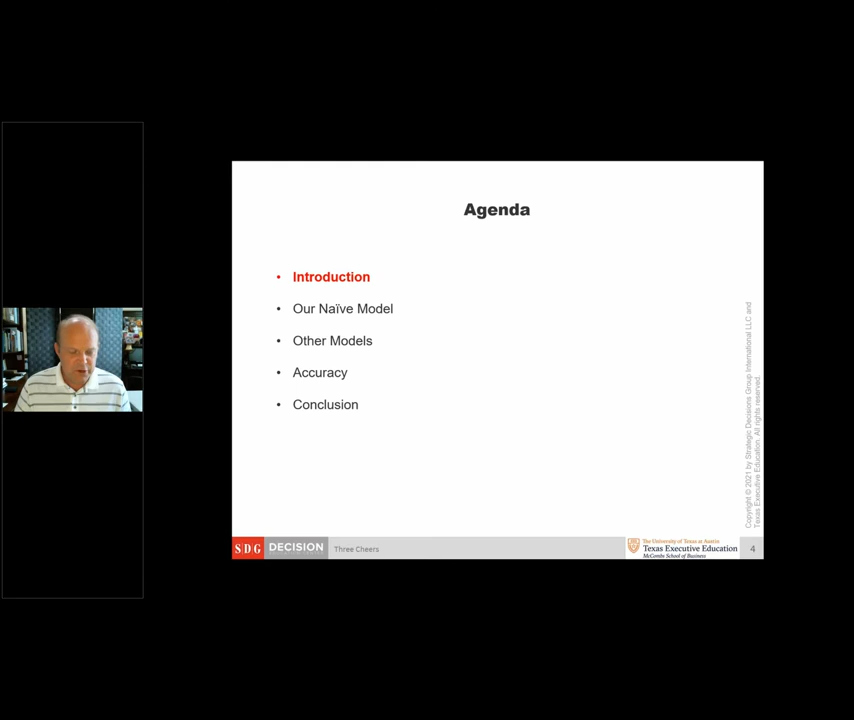 Agenda
• Introduction
• Our Naïve Model
• Other Models
• Accuracy
• Conclusion
Copyright © 2021 by Strategic Decisions Group International LLC and
Texas Executive Education. All rights reserved.
SDG
DECISION
Three Cheers
The University of Texas at Austin
Texas Executive Education
McCombs School of Business
4